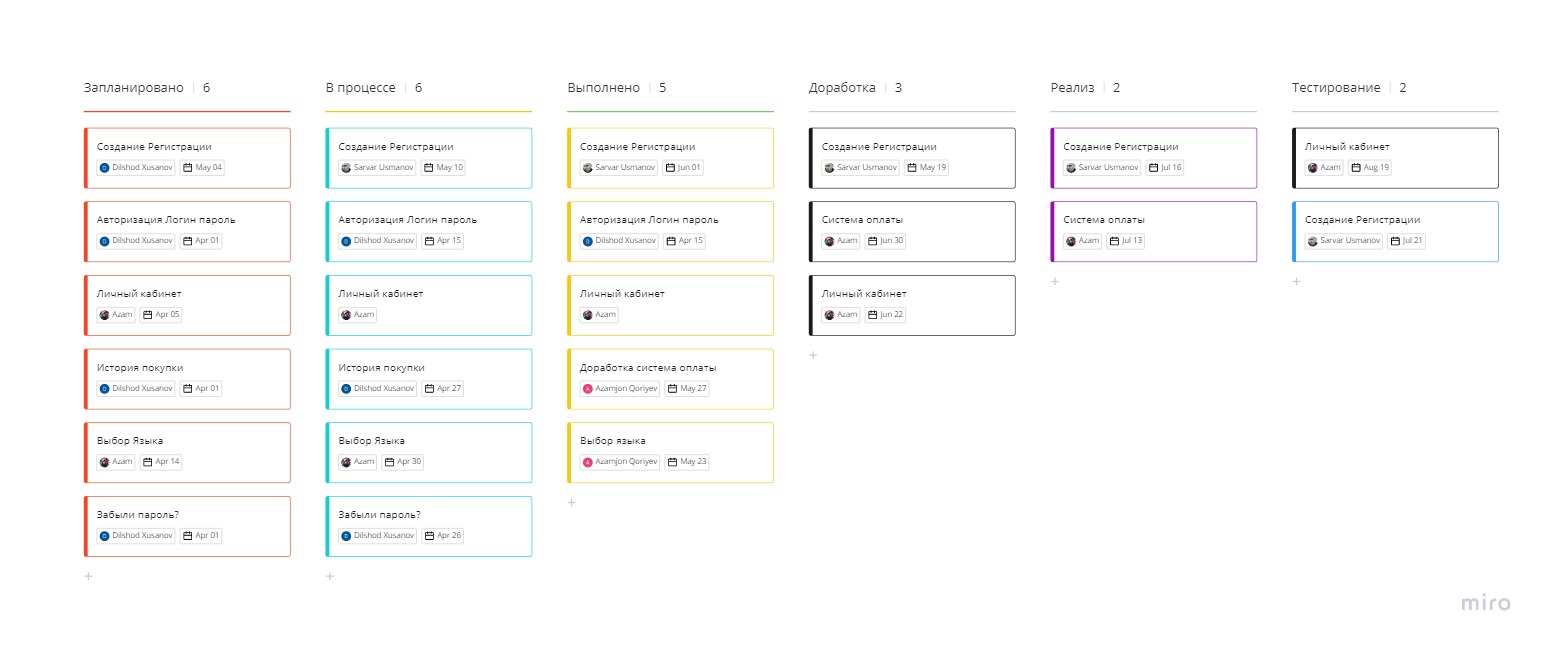 Запланировано 6
Создание Регистрации
Dilshod Xusanov May 04
Авторизация Логин пароль
Dilshod Xusanov Apr 01
Личный кабинет
Azam Apr 05
История покупки
Dilshod Xusanov Apr 01
Выбор Языка
Azam Apr 14
Забыли пароль?
Dilshod Xusanov Apr 01
В процессе 6
Создание Регистрации
Sarvar Usmanov May 10
Авторизация Логин пароль
Dilshod Xusanov Apr 15
Личный кабинет
Azam
История покупки
Dilshod Xusanov Apr 27
Выбор Языка
Azam Apr 30
Забыли пароль?
Dilshod Xusanov Apr 26
Выполнено 5
Создание Регистрации
Sarvar Usmanov Jun 01
Авторизация Логин пароль
Dilshod Xusanov Apr 15
Личный кабинет
Azam
Доработка система оплаты
Azamjon Qoriyev May 27
Выбор языка
Azamjon Qoriyev May 23
Доработка 3
Создание Регистрации
Sarvar Usmanov May 19
Система оплаты
Azam Jun 30
Личный кабинет
Azam Jun 22
Реализ 2
Создание Регистрации
Sarvar Usmanov Jul 16
Система оплаты
Azam Jul 13
Тестирование 2
Личный кабинет
Azam Aug 19
Создание Регистрации
Sarvar Usmanov Jul 21
miro